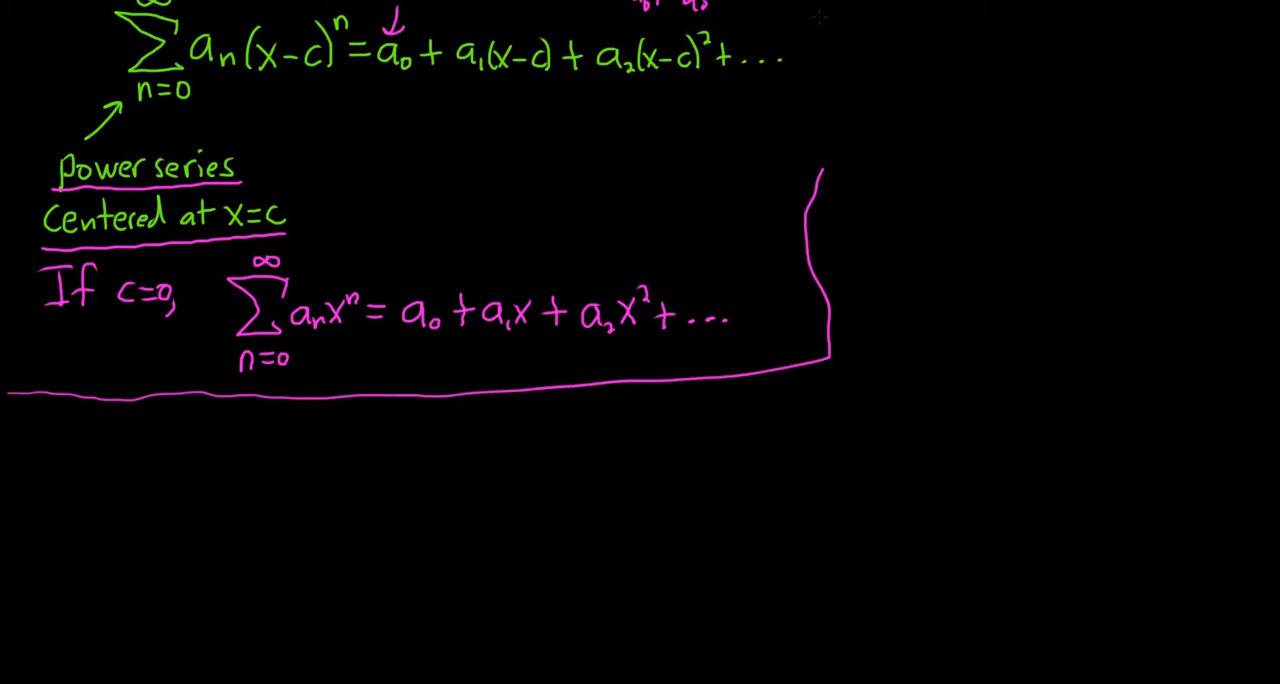 ∞
∑ aₙ(x-c)ⁿ = a₀ + a₁(x-c) + a₂(x-c)² + ...
n=0
power series
Centered at x=c
∞
If c=0, ∑ aₙxⁿ = a₀ + a₁x + a₂x² + ...
n=0